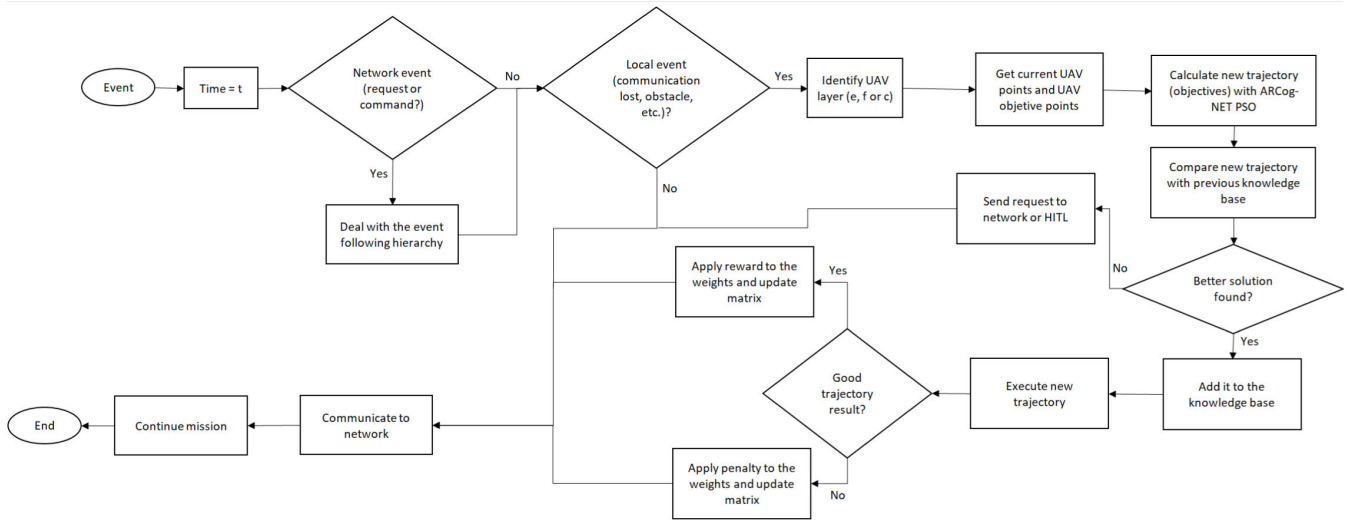 Event
Time = t
Network event
(request or
command?)
No
Yes
Deal with the event
following hierarchy
Local event
(communication
lost, obstacle,
etc.)?
Yes
No
Identify UAV
layer (e, f or c)
Get current UAV
points and UAV
objetive points
Calculate new trajectory
(objectives) with ARCog-
NET PSO
Compare new trajectory
with previous knowledge
base
Better solution
found?
No
Send request to
network or HITL
Yes
Add it to the
knowledge base
Execute new
trajectory
Good
trajectory
result?
Yes
Apply reward to the
weights and update
matrix
No
Apply penalty to the
weights and update
matrix
Communicate to
network
Continue mission
End